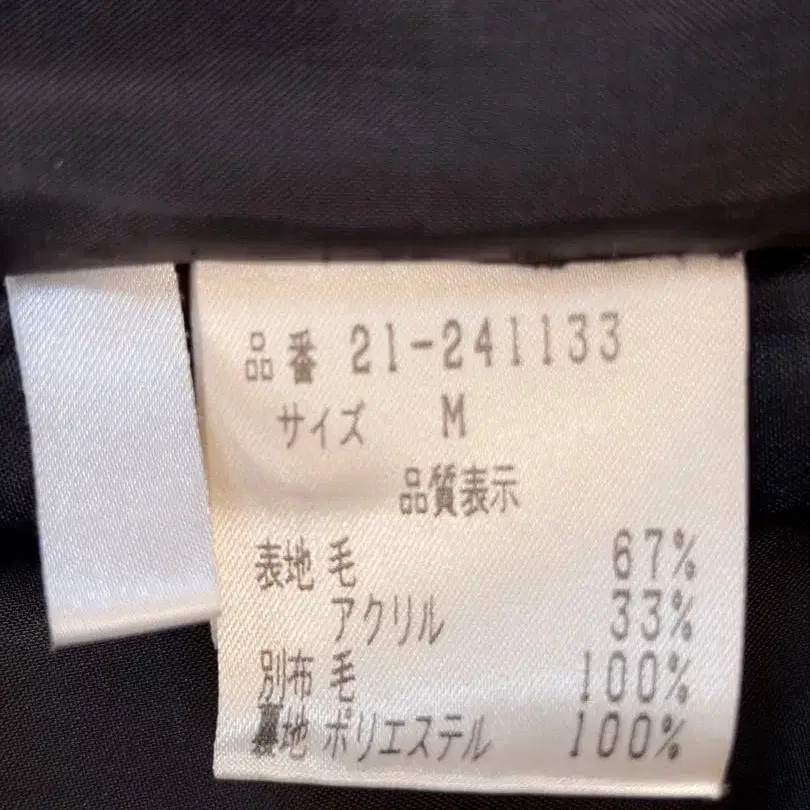 品番 21-241133
サイズ M
品質表示
表地 毛 67%
アクリル 33%
別布 毛 100%
裏地 ポリエステル 100%